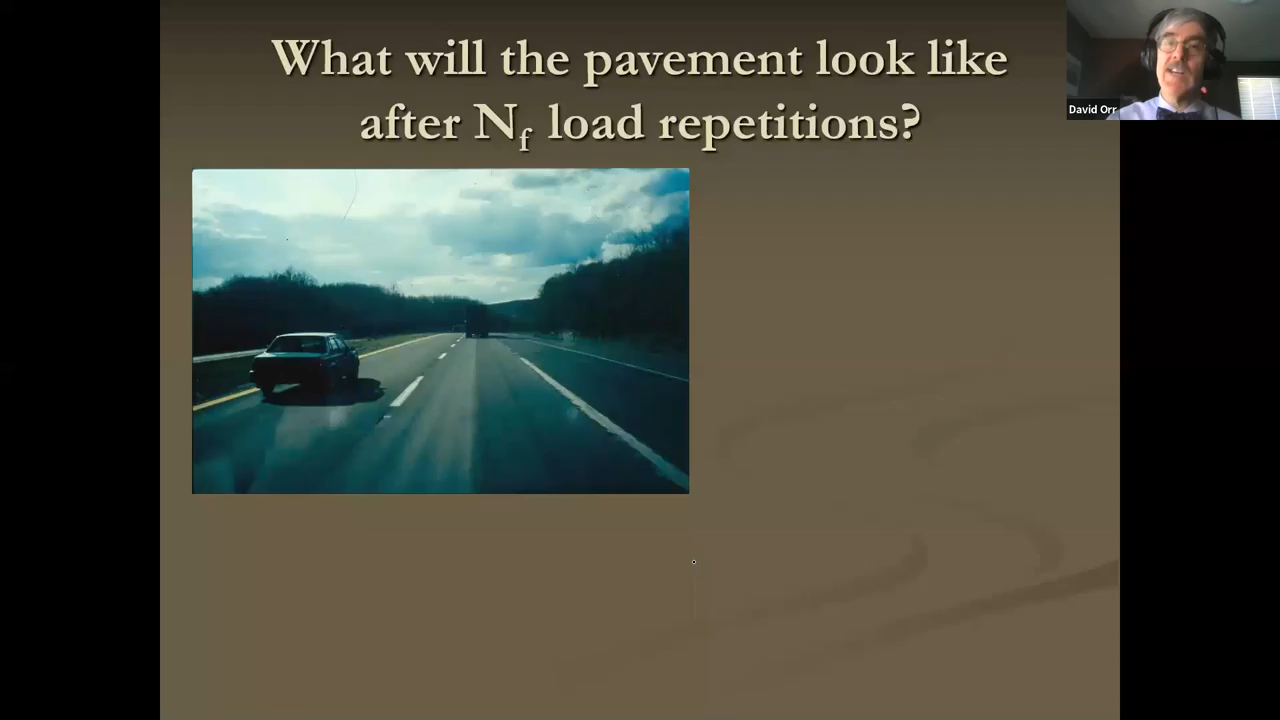 What will the pavement look like
after Nf load repetitions?
David Orr